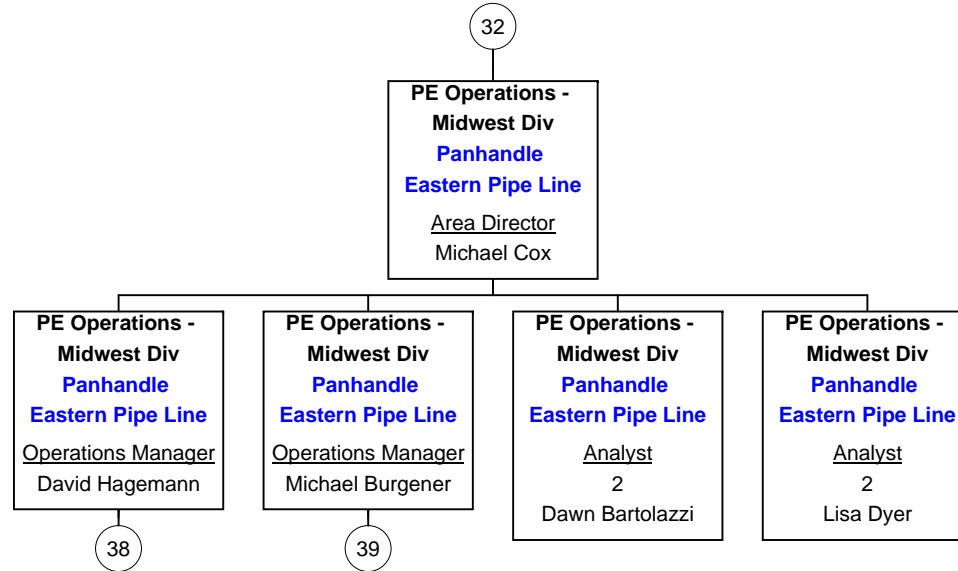 32
PE Operations -
Midwest Div
Panhandle
Eastern Pipe Line
Area Director
Michael Cox
PE Operations -
Midwest Div
Panhandle
Eastern Pipe Line
Operations Manager
David Hagemann
38
PE Operations -
Midwest Div
Panhandle
Eastern Pipe Line
Operations Manager
Michael Burgener
39
PE Operations -
Midwest Div
Panhandle
Eastern Pipe Line
Analyst
2
Dawn Bartolazzi
PE Operations -
Midwest Div
Panhandle
Eastern Pipe Line
Analyst
2
Lisa Dyer